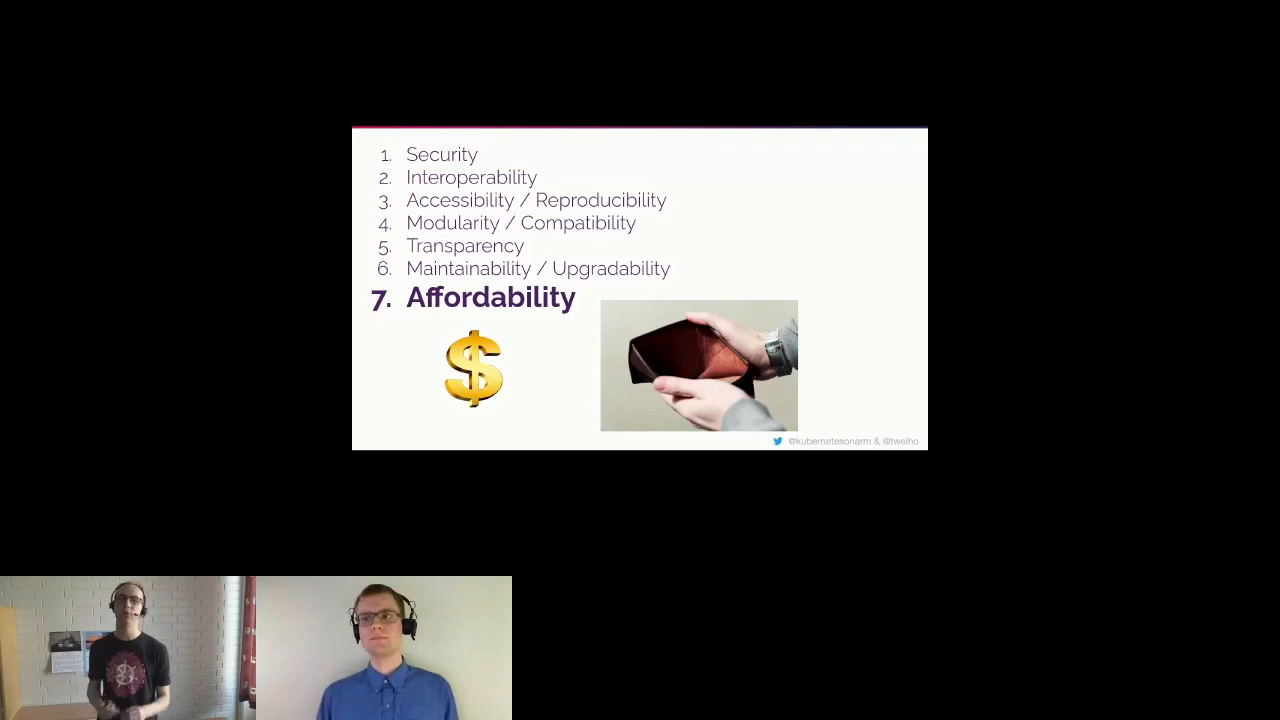 1. Security
2. Interoperability
3. Accessibility / Reproducibility
4. Modularity / Compatibility
5. Transparency
6. Maintainability / Upgradability
7. Affordability
@kubernetesonarm & @twelho